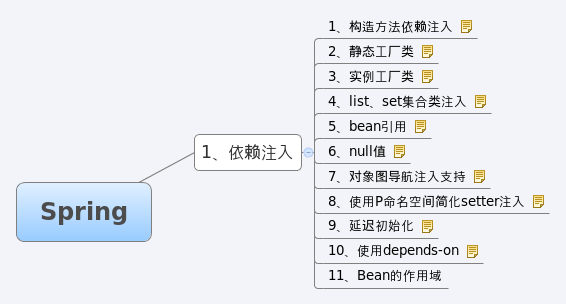 Spring
1、依赖注入
1、构造方法依赖注入
2、静态工厂类
3、实例工厂类
4、list、set集合类注入
5、bean引用
6、null值
7、对象图导航注入支持
8、使用P命名空间简化setter注入
9、延迟初始化
10、使用depends-on
11、Bean的作用域